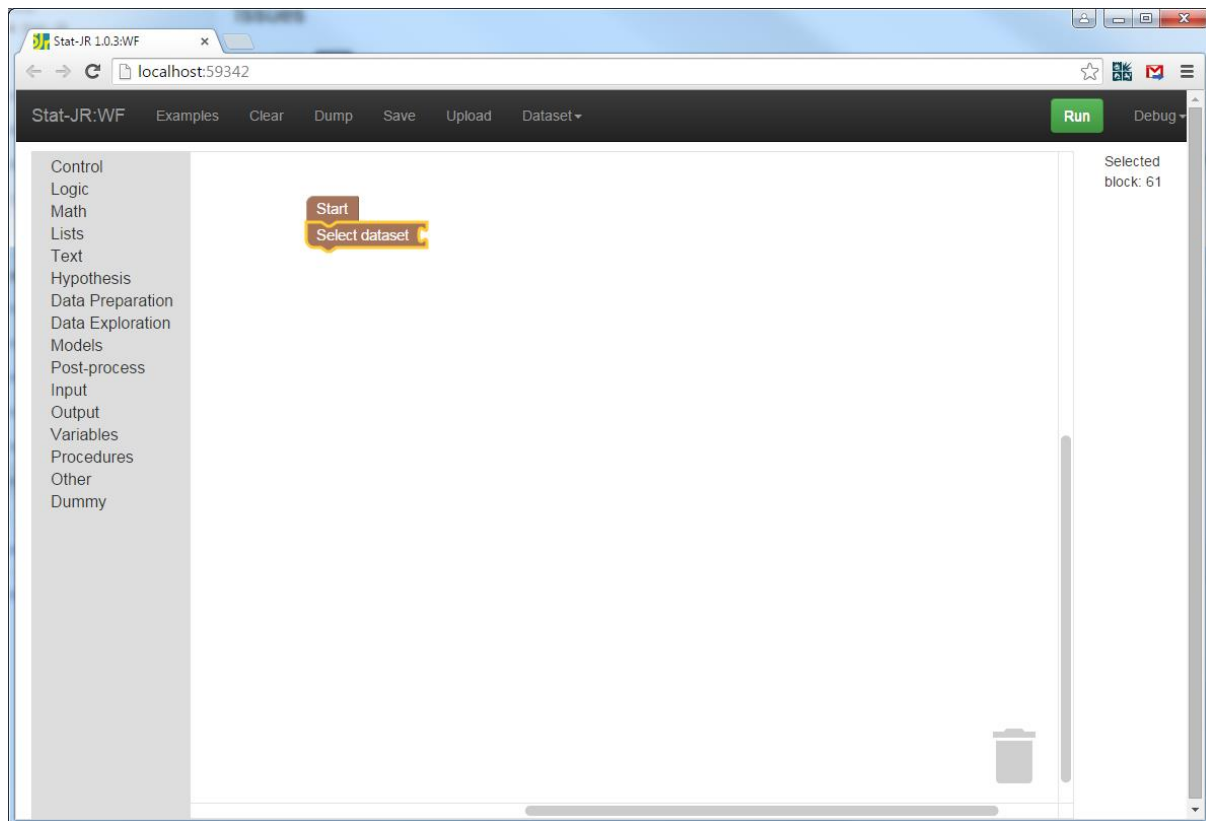 issues
Stat-JR 1.0.3:WF
localhost:59342
Stat-JR:WF Examples Clear Dump Save Upload Dataset Run Debug
Control
Logic
Math
Lists
Text
Hypothesis
Data Preparation
Data Exploration
Models
Post-process
Input
Output
Variables
Procedures
Other
Dummy
Start
Select dataset
Selected
block: 61